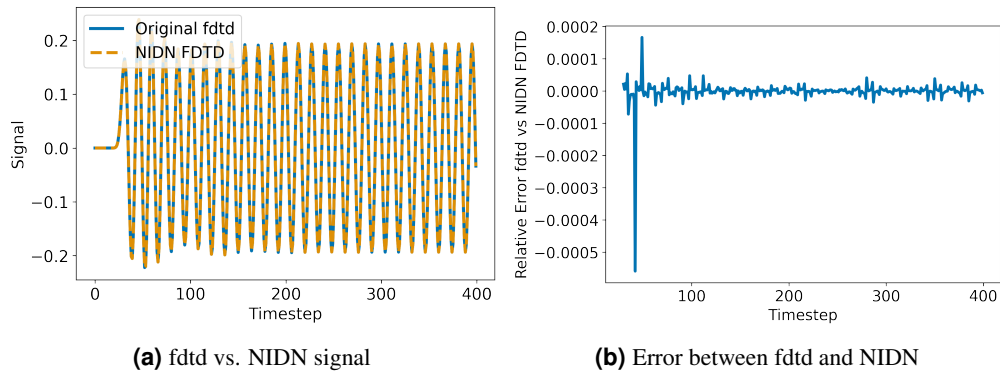 Original fdtd
NIDN FDTD
0.2
0.1
0.0
−0.1
−0.2
Signal
0
100
200
300
400
Timestep
(a) fdtd vs. NIDN signal
0.0002
0.0001
0.0000
−0.0001
−0.0002
−0.0003
−0.0004
−0.0005
Relative Error fdtd vs NIDN FDTD
100
200
300
400
Timestep
(b) Error between fdtd and NIDN